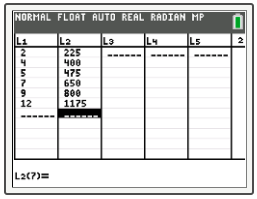 NORMAL FLOAT AUTO REAL RADIAN MP
L1 L2 L3 L4 L5 2
2 225 ------ ------ ------
4 400
5 475
7 650
9 800
12 1175
------ ------
L2(7)=